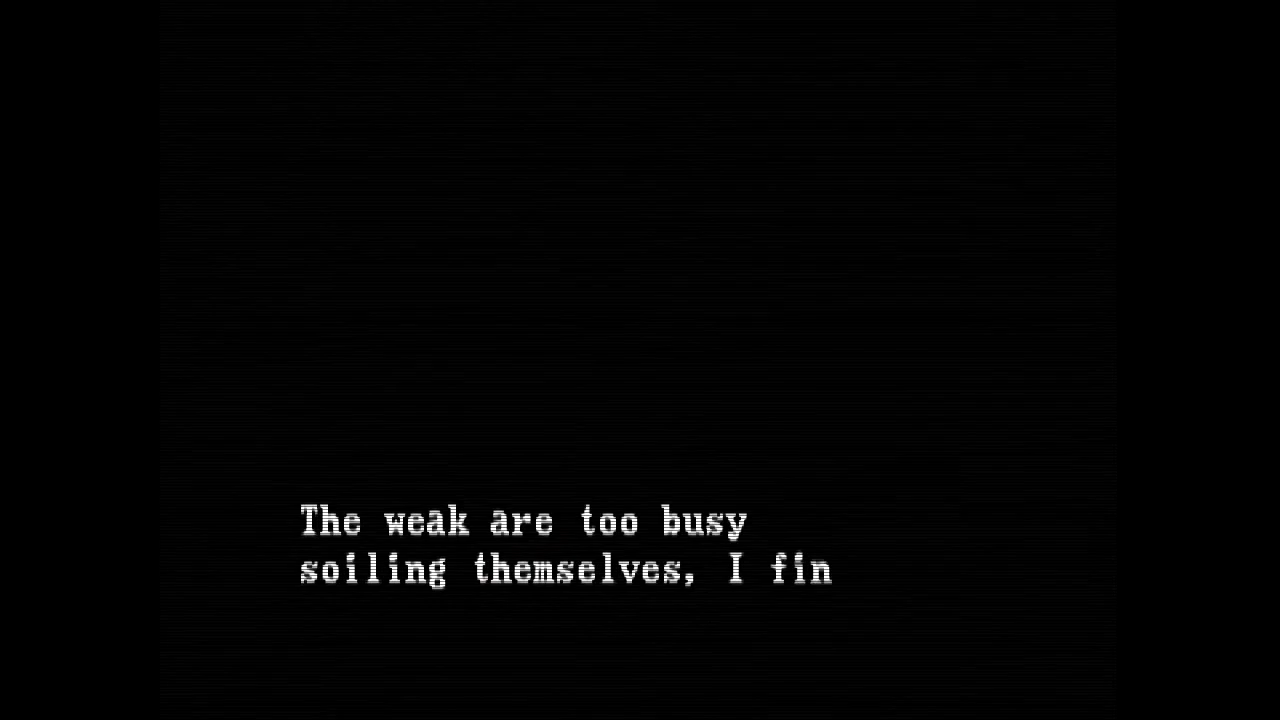 The weak are too busy
soiling themselves, I fin